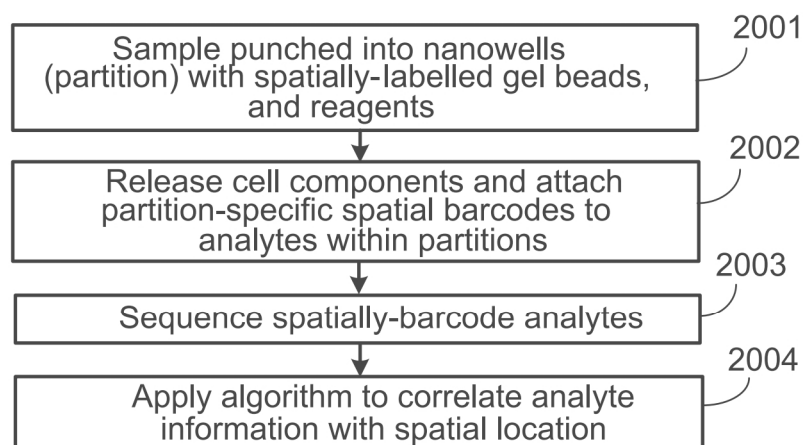 2001
Sample punched into nanowells
(partition) with spatially-labelled gel beads,
and reagents
2002
Release cell components and attach
partition-specific spatial barcodes to
analytes within partitions
2003
Sequence spatially-barcode analytes
2004
Apply algorithm to correlate analyte
information with spatial location